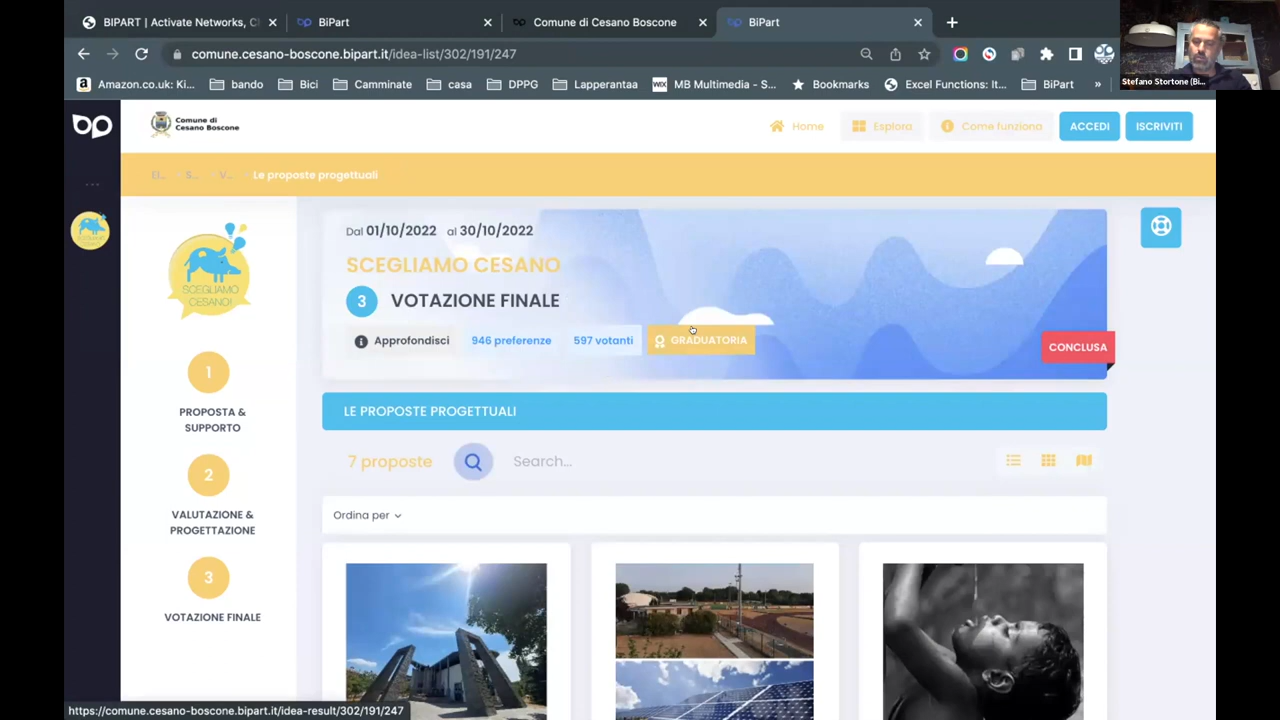 BIPART | Activate Networks, C
BiPart
Comune di Cesano Boscone
BiPart
comune.cesano-boscone.bipart.it/idea-list/302/191/247
Amazon.co.uk: Ki...
bando
Bici
Camminate
casa
DPPG
Lapperantaa
WIX
MB Multimedia - S...
Bookmarks
Excel Functions: It...
BiPart
»
Stefano Stortone (Bi...
Comune di
Cesano Boscone
Home
Esplora
Come funziona
ACCEDI
ISCRIVITI
S...
V...
Le proposte progettuali
SCEGLIAMO
CESANO!
1
PROPOSTA &
SUPPORTO
2
VALUTAZIONE &
PROGETTAZIONE
3
VOTAZIONE FINALE
Dal 01/10/2022 al 30/10/2022
SCEGLIAMO CESANO
3 VOTAZIONE FINALE
Approfondisci
946 preferenze
597 votanti
GRADUATORIA
CONCLUSA
LE PROPOSTE PROGETTUALI
7 proposte
Search...
Ordina per
https://comune.cesano-boscone.bipart.it/idea-result/302/191/247